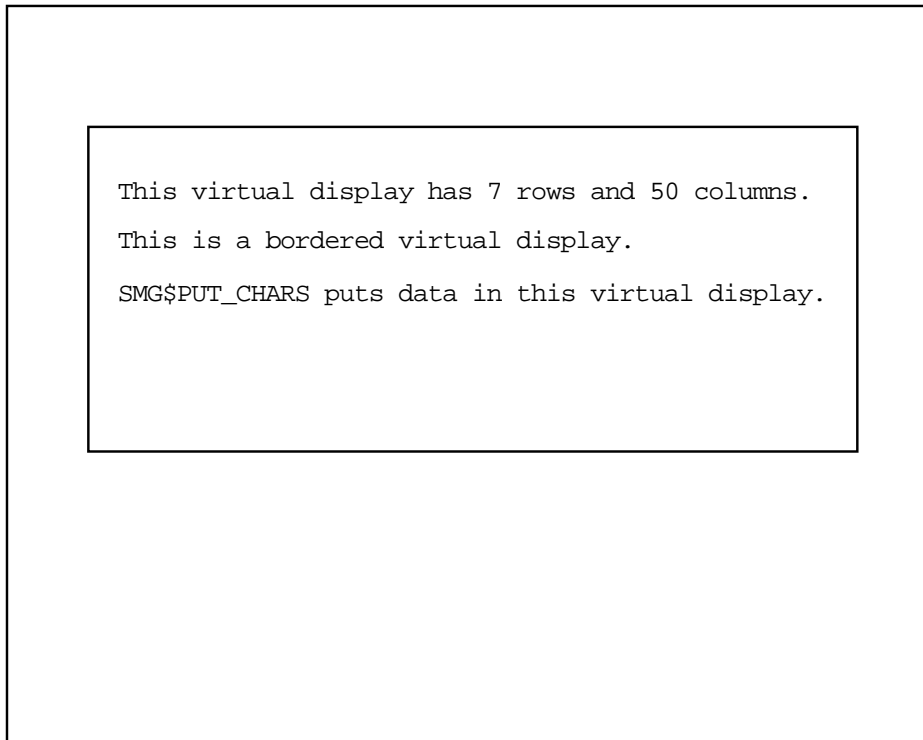 This virtual display has 7 rows and 50 columns.
This is a bordered virtual display.
SMG$PUT_CHARS puts data in this virtual display.